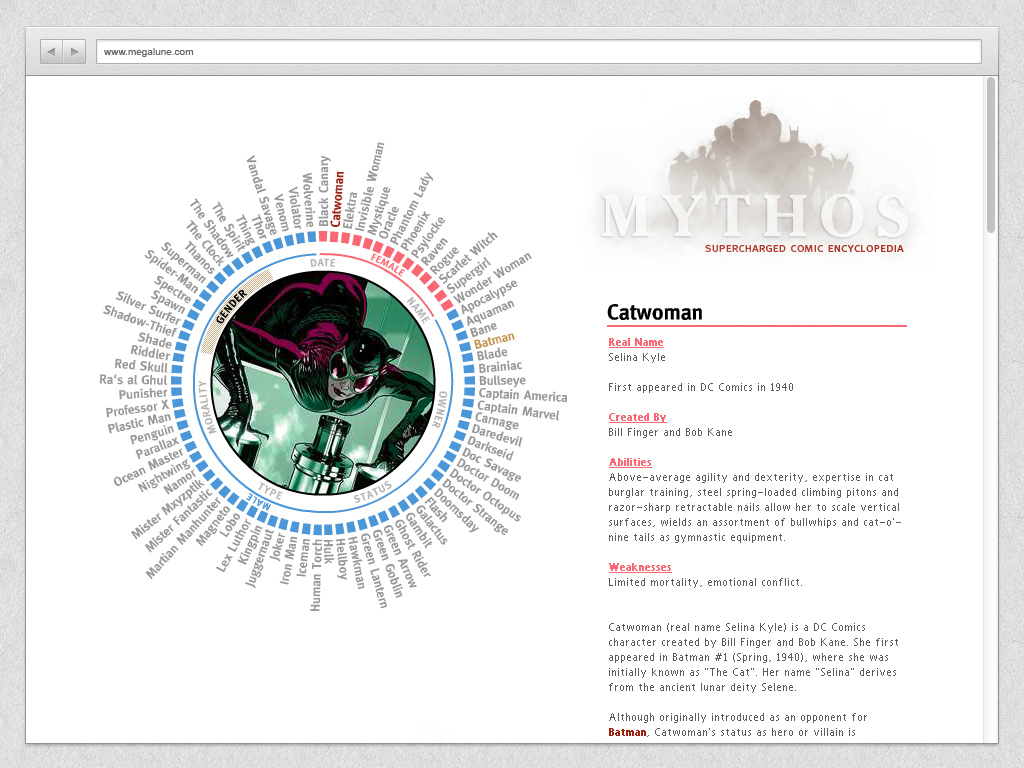 www.megalune.com
MYTHOS
SUPERCHARGED COMIC ENCYCLOPEDIA
Black Canary
Catwoman
Elektra
Invisible Woman
Mystique
Oracle
Phantom Lady
Phoenix
Psylocke
Raven
Rogue
Scarlet Witch
Supergirl
Wonder Woman
Apocalypse
Aquaman
Bane
Batman
Blade
Brainiac
Bullseye
Captain America
Captain Marvel
Carnage
Daredevil
Darkseid
Doc Savage
Doctor Doom
Doctor Octopus
Doctor Strange
Doomsday
Flash
Galactus
Gambit
Ghost Rider
Green Arrow
Green Goblin
Green Lantern
Hawkman
Hellboy
Hulk
Human Torch
Iceman
Iron Man
Joker
Juggernaut
Kingpin
Lex Luthor
Lobo
Magneto
Martian Manhunter
Mister Fantastic
Mister Mxyzptlk
Namor
Nightwing
Ocean Master
Parallax
Penguin
Plastic Man
Professor X
Punisher
Ra's al Ghul
Red Skull
Riddler
Shade
Shadow-Thief
Silver Surfer
Spawn
Spectre
Spider-Man
Superman
Thanos
The Clock
The Shadow
The Spirit
Thing
Thor
Vandal Savage
Venom
Violator
Wolverine
DATE
FEMALE
NAME
OWNER
STATUS
MALE
TYPE
MORALITY
GENDER
Catwoman
Real Name
Selina Kyle
First appeared in DC Comics in 1940
Created By
Bill Finger and Bob Kane
Abilities
Above-average agility and dexterity, expertise in cat
burglar training, steel spring-loaded climbing pitons and
razor-sharp retractable nails allow her to scale vertical
surfaces, wields an assortment of bullwhips and cat-o'-
nine tails as gymnastic equipment.
Weaknesses
Limited mortality, emotional conflict.
Catwoman (real name Selina Kyle) is a DC Comics
character created by Bill Finger and Bob Kane. She first
appeared in Batman #1 (Spring, 1940), where she was
initially known as "The Cat". Her name "Selina" derives
from the ancient lunar deity Selene.
Although originally introduced as an opponent for
Batman, Catwoman's status as hero or villain is